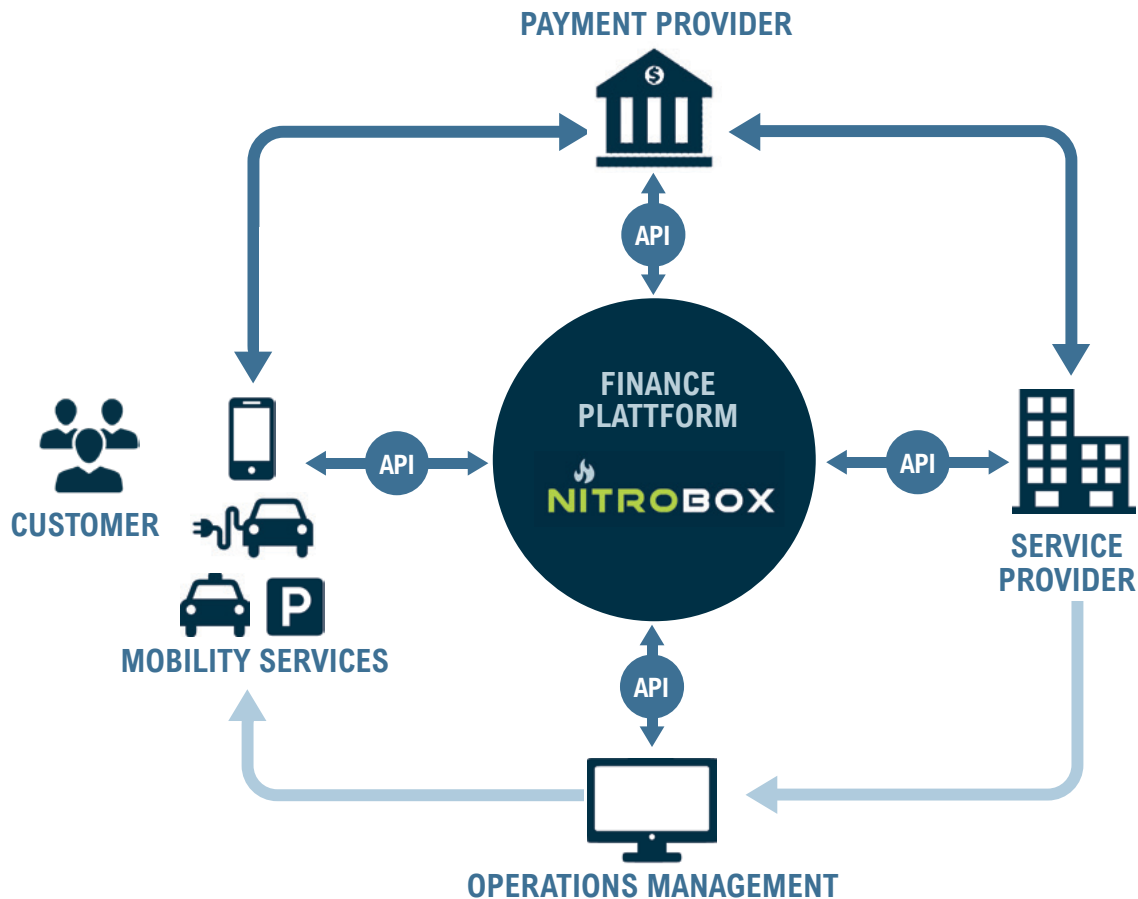 PAYMENT PROVIDER
$
API
FINANCE
PLATTFORM
NITROBOX
API
API
CUSTOMER
SERVICE
PROVIDER
P
MOBILITY SERVICES
API
OPERATIONS MANAGEMENT